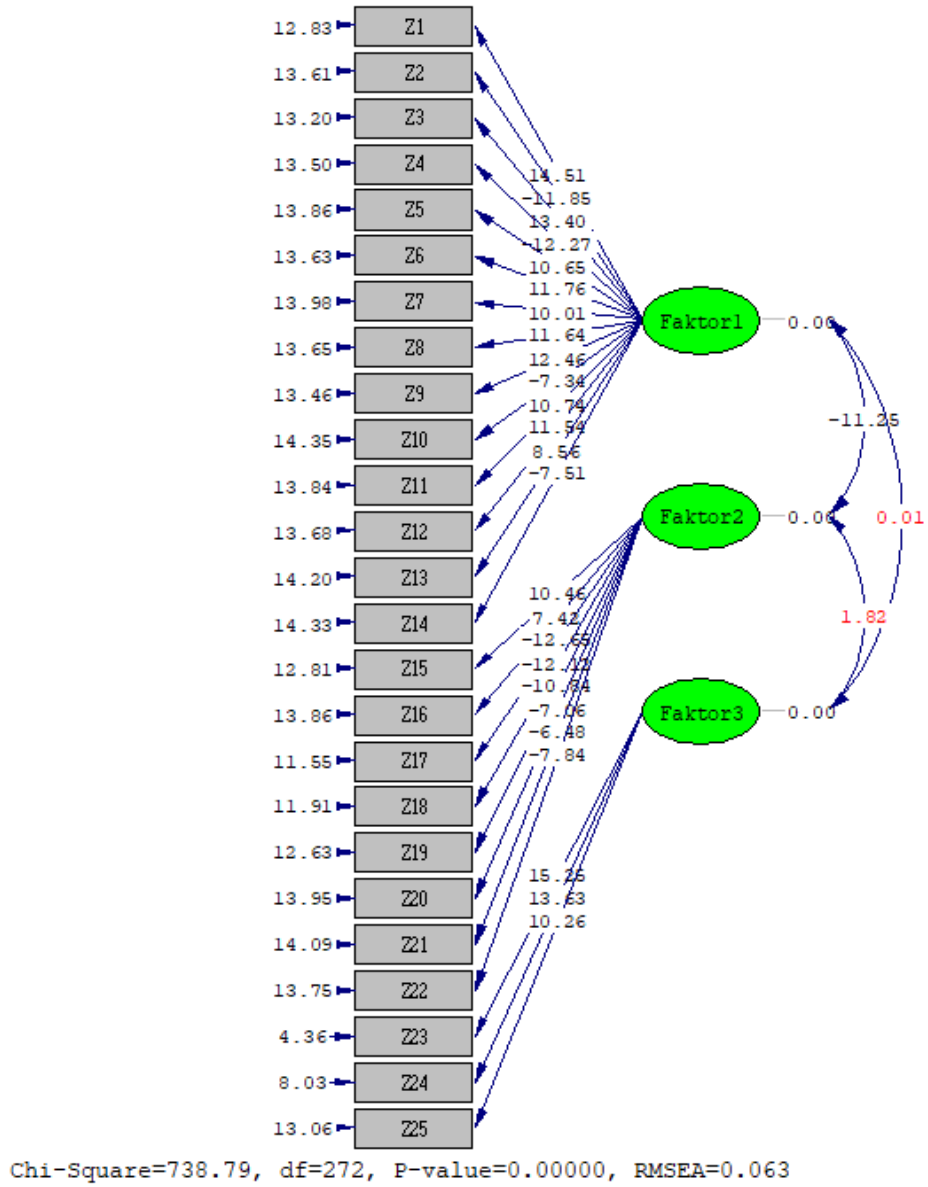 12.83 Z1
13.61 Z2
13.20 Z3
13.50 Z4
13.86 Z5
13.63 Z6
13.98 Z7
13.65 Z8
13.46 Z9
14.35 Z10
13.84 Z11
13.68 Z12
14.20 Z13
14.33 Z14
12.81 Z15
13.86 Z16
11.55 Z17
11.91 Z18
12.63 Z19
13.95 Z20
14.09 Z21
13.75 Z22
4.36 Z23
8.03 Z24
13.06 Z25
14.51
-11.85
13.40
-12.27
10.65
11.76
10.01
11.64
12.46
-7.34
10.74
11.54
8.56
-7.51
10.46
7.42
-12.65
-12.12
-10.84
-7.06
-6.48
-7.84
15.25
13.63
10.26
Faktor1 0.00
Faktor2 0.00
Faktor3 0.00
-11.25
0.01
1.82
Chi-Square=738.79, df=272, P-value=0.00000, RMSEA=0.063